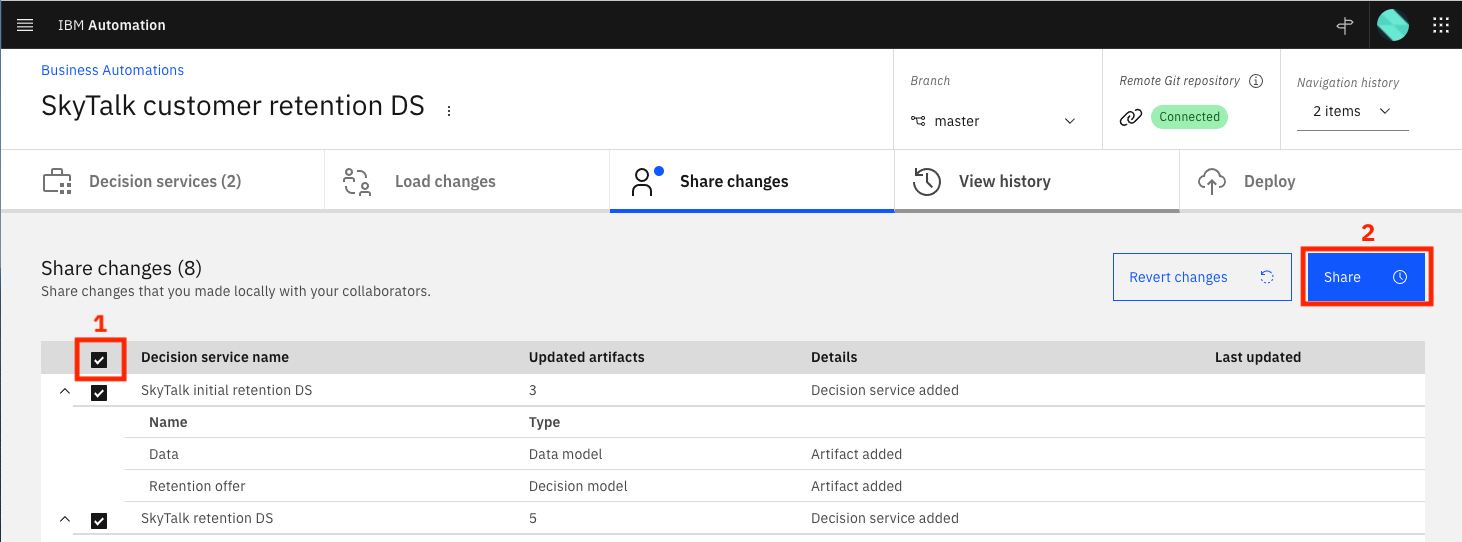 IBM Automation
Business Automations
SkyTalk customer retention DS
Branch
master
Remote Git repository
Connected
Navigation history
2 items
Decision services (2)
Load changes
Share changes
View history
Deploy
2
Share changes (8)
Share changes that you made locally with your collaborators.
Revert changes
Share
1
Decision service name Updated artifacts Details Last updated
SkyTalk initial retention DS 3 Decision service added
Name Type
Data Data model Artifact added
Retention offer Decision model Artifact added
SkyTalk retention DS 5 Decision service added